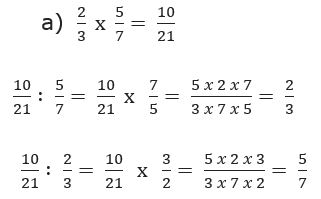 a) 2/3 x 5/7 = 10/21
10/21 : 5/7 = 10/21 x 7/5 = 5 x 2 x 7/3 x 7 x 5 = 2/3
10/21 : 2/3 = 10/21 x 3/2 = 5 x 2 x 3/3 x 7 x 2 = 5/7